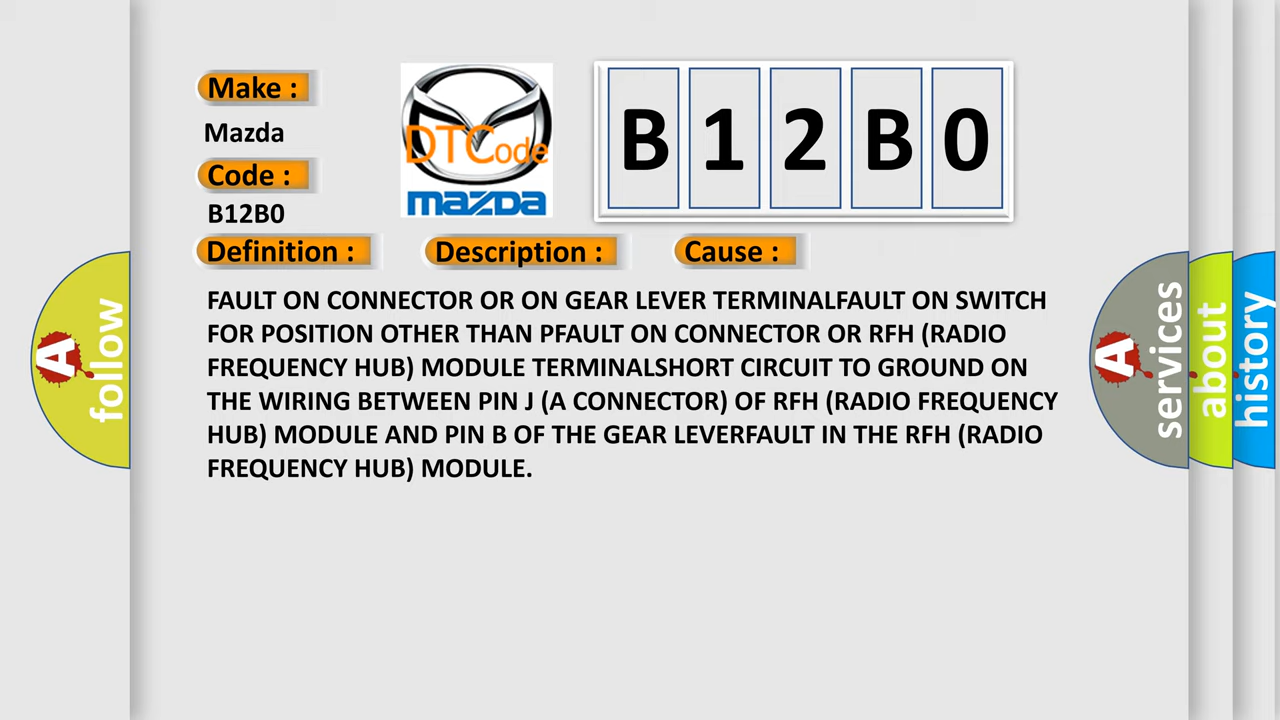 Make :
Mazda
Code :
B12B0
DTCode
mazda
B12B0
Definition :
Description :
Cause :
FAULT ON CONNECTOR OR ON GEAR LEVER TERMINALFAULT ON SWITCH
FOR POSITION OTHER THAN PFAULT ON CONNECTOR OR RFH (RADIO
FREQUENCY HUB) MODULE TERMINALSHORT CIRCUIT TO GROUND ON
THE WIRING BETWEEN PIN J (A CONNECTOR) OF RFH (RADIO FREQUENCY
HUB) MODULE AND PIN B OF THE GEAR LEVERFAULT IN THE RFH (RADIO
FREQUENCY HUB) MODULE.
A
follow
A
services
about
history